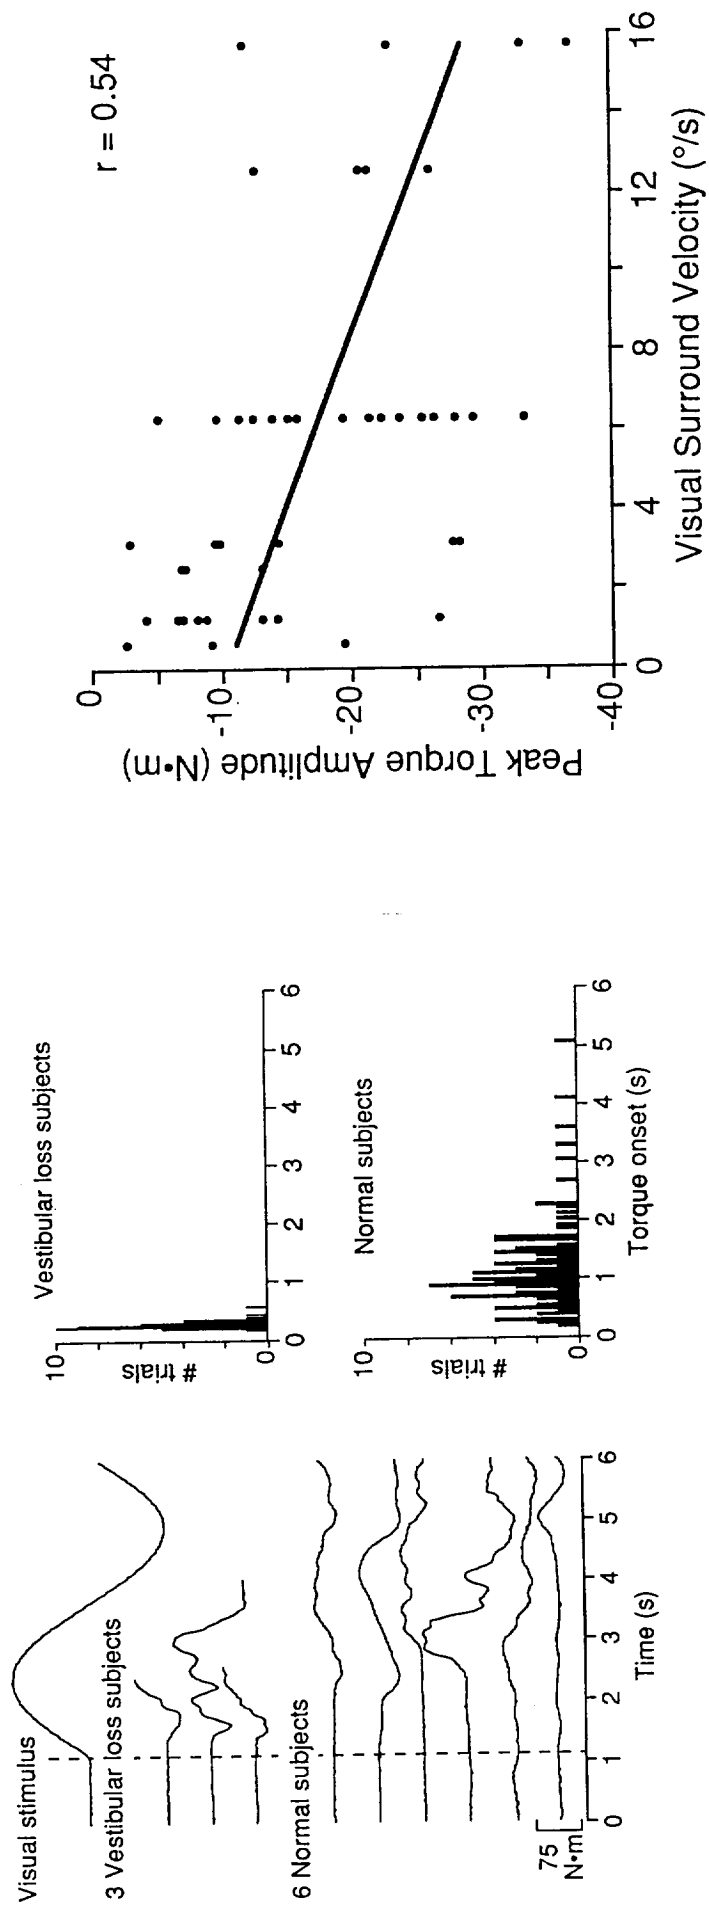 Visual stimulus
3 Vestibular loss subjects
6 Normal subjects
75
N•m
0 1 2 3 4 5 6
Time (s)
Vestibular loss subjects
10
0
# trials
0 1 2 3 4 5 6
Normal subjects
10
0
# trials
0 1 2 3 4 5 6
Torque onset (s)
r = 0.54
0
-10
-20
-30
-40
Peak Torque Amplitude (N•m)
0 4 8 12 16
Visual Surround Velocity (°/s)